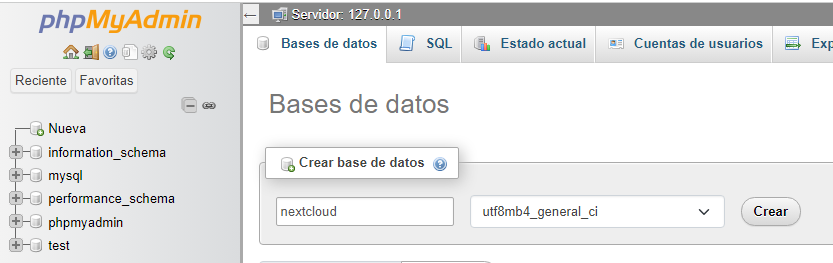 phpMyAdmin
Reciente Favoritas
Nueva
information_schema
mysql
performance_schema
phpmyadmin
test
Servidor: 127.0.0.1
Bases de datos SQL Estado actual Cuentas de usuarios Exp
Bases de datos
Crear base de datos
nextcloud utf8mb4_general_ci Crear